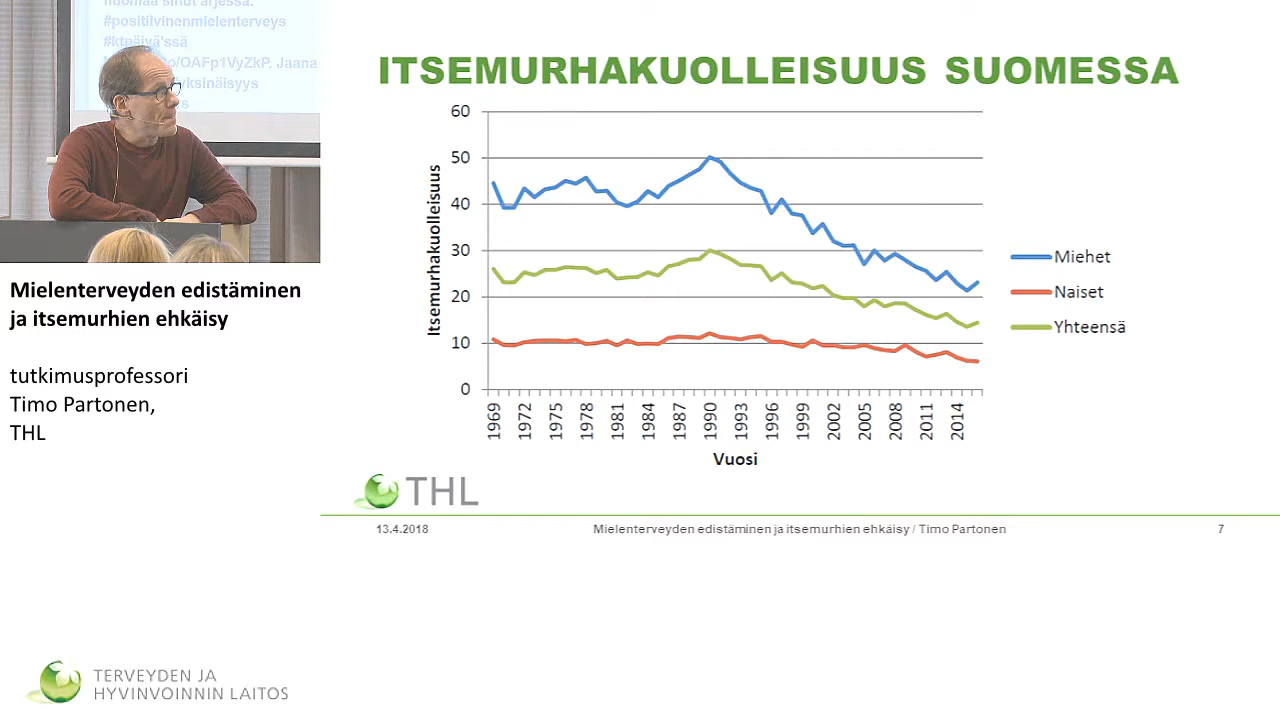 sinut arjessa.
#positiivinenmielenterveys
#ktpäivä'ssä
o/OAFp1VyZkP. Jaana
yksinäisyys
Mielenterveyden edistäminen
ja itsemurhien ehkäisy
tutkimusprofessori
Timo Partonen,
THL
ITSEMURHAKUOLLEISUUS SUOMESSA
Itsemurhakuolleisuus
60
50
40
30
20
10
0
1969 1972 1975 1978 1981 1984 1987 1990 1993 1996 1999 2002 2005 2008 2011 2014
Vuosi
Miehet
Naiset
Yhteensä
THL
13.4.2018 Mielenterveyden edistäminen ja itsemurhien ehkäisy / Timo Partonen 7
TERVEYDEN JA
HYVINVOINNIN LAITOS